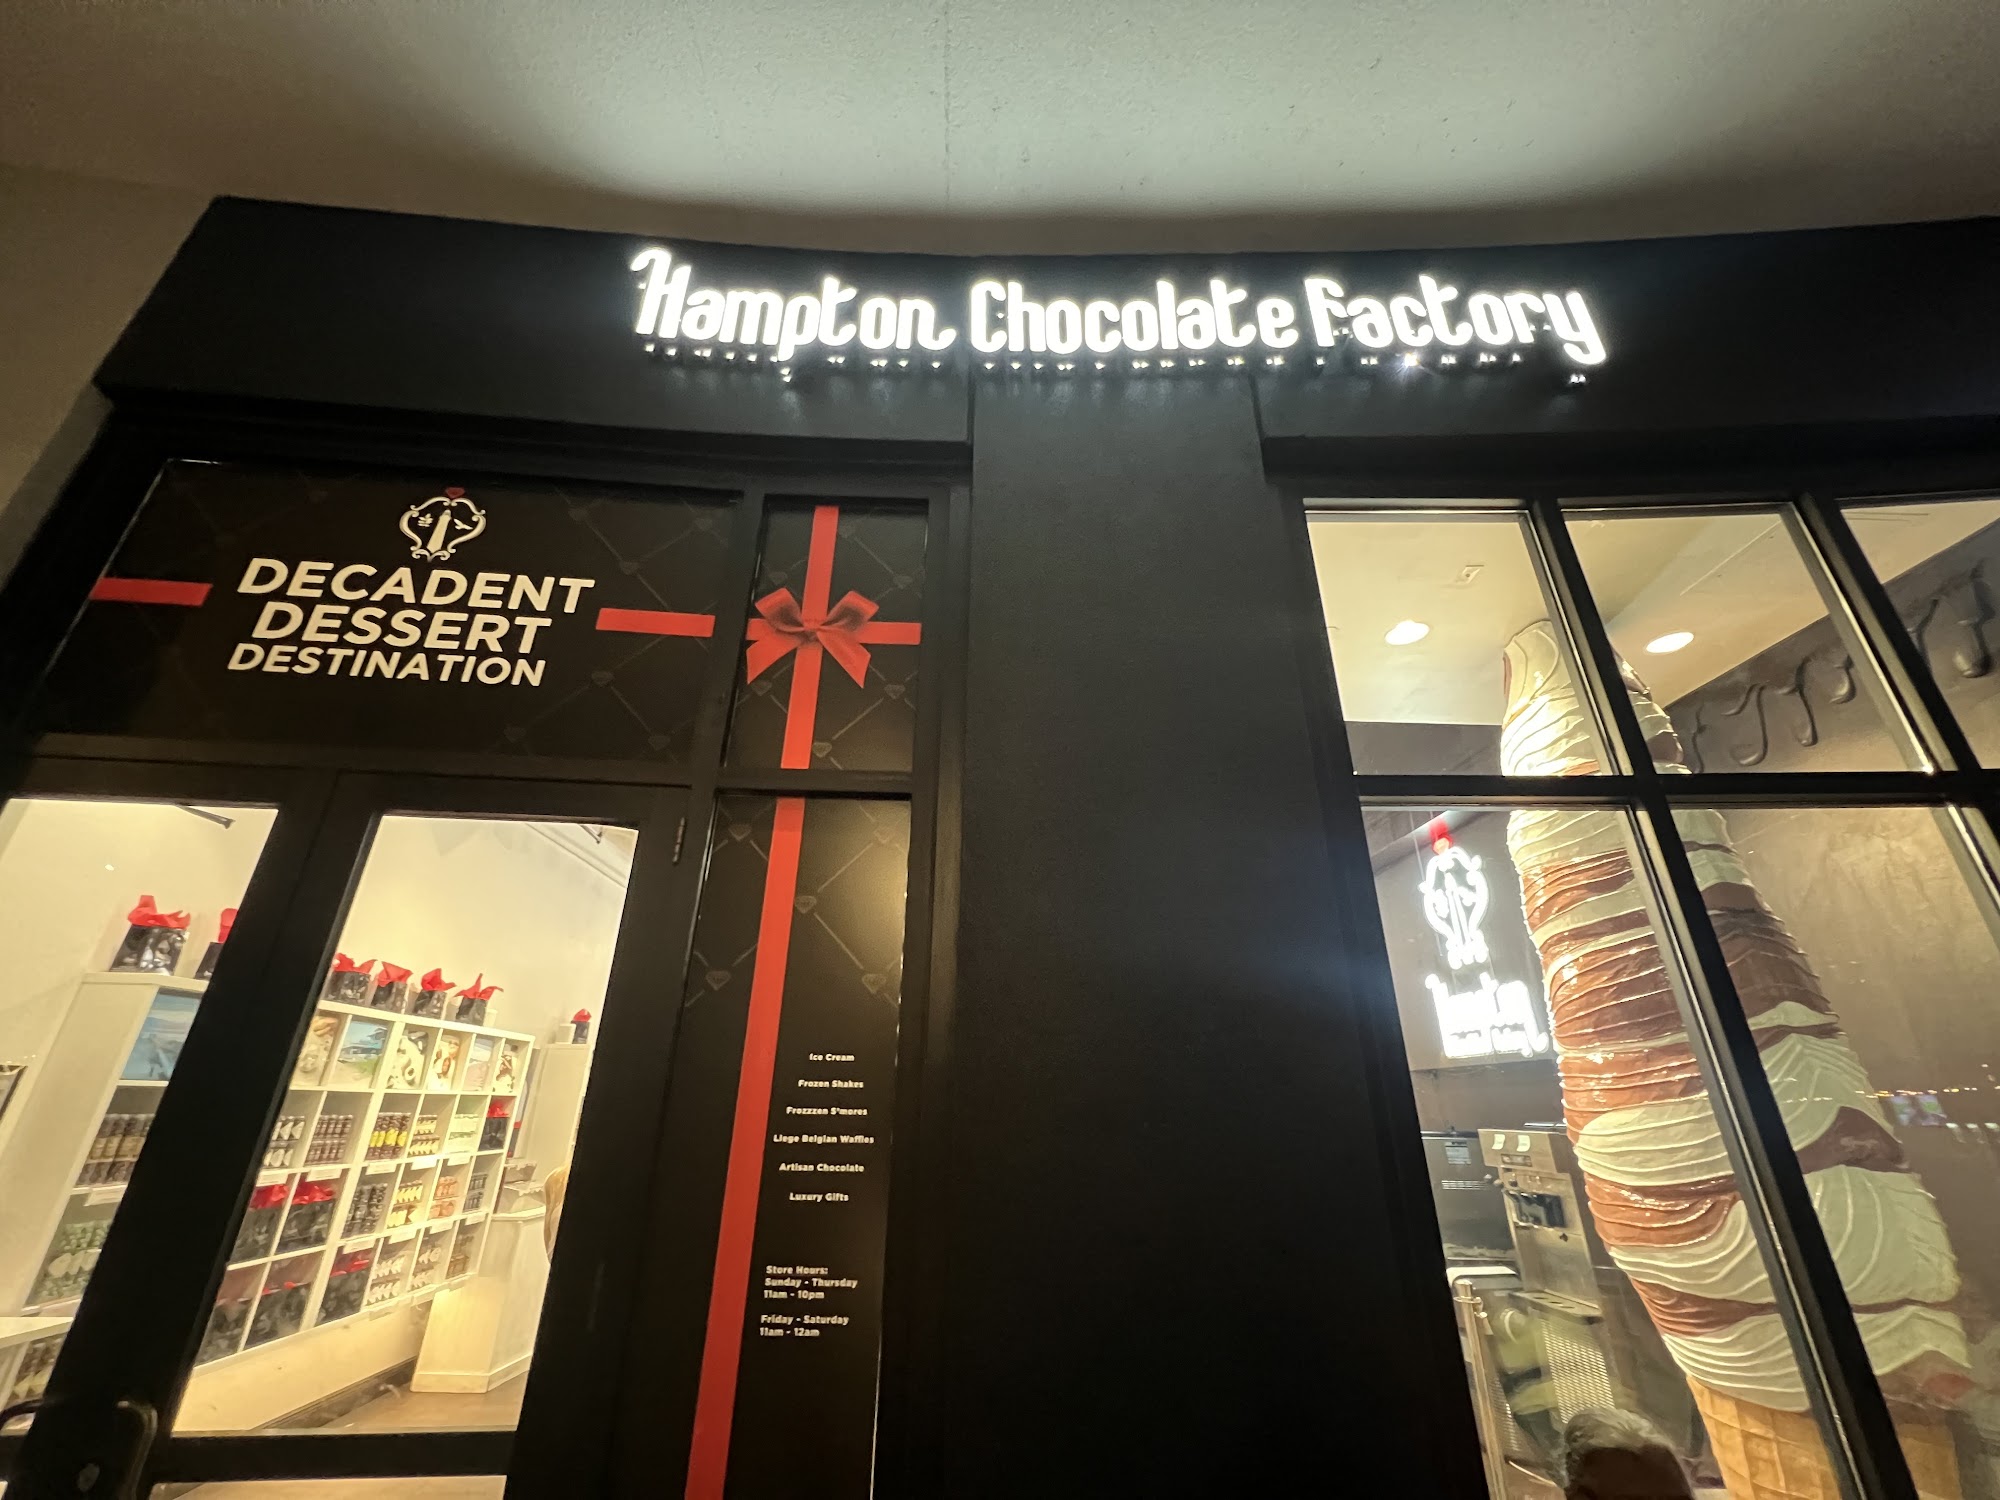 Hampton Chocolate Factory
DECADENT
DESSERT
DESTINATION
Ice Cream
Frozen Shakes
Frozzzen S'mores
Liege Belgian Waffles
Artisan Chocolate
Luxury Gifts
Store Hours:
Sunday - Thursday
11am - 10pm
Friday - Saturday
11am - 12am